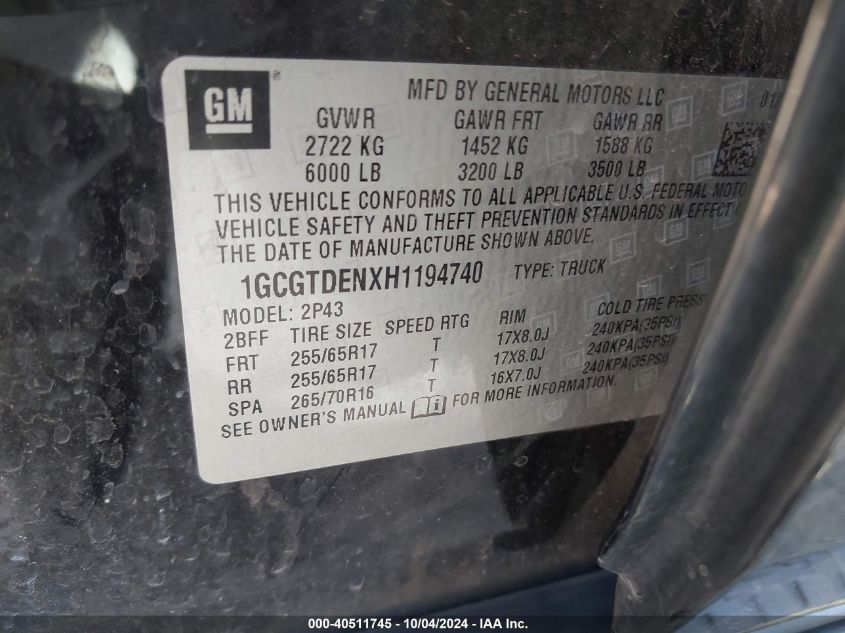 GM ®
MFD BY GENERAL MOTORS LLC 01/
GVWR GAWR FRT GAWR RR
2722 KG 1452 KG 1588 KG
6000 LB 3200 LB 3500 LB
THIS VEHICLE CONFORMS TO ALL APPLICABLE U.S. FEDERAL MOTO
VEHICLE SAFETY AND THEFT PREVENTION STANDARDS IN EFFECT
THE DATE OF MANUFACTURE SHOWN ABOVE.
1GCGTDENXH1194740 TYPE: TRUCK
MODEL: 2P43
2BFF TIRE SIZE SPEED RTG RIM COLD TIRE PRESS
FRT 255/65R17 T 17X8.0J 240KPA(35PSI)
RR 255/65R17 T 17X8.0J 240KPA(35PSI)
SPA 265/70R16 T 16X7.0J 240KPA(35PSI)
SEE OWNER'S MANUAL FOR MORE INFORMATION.
000-40511745 - 10/04/2024 - IAA Inc.